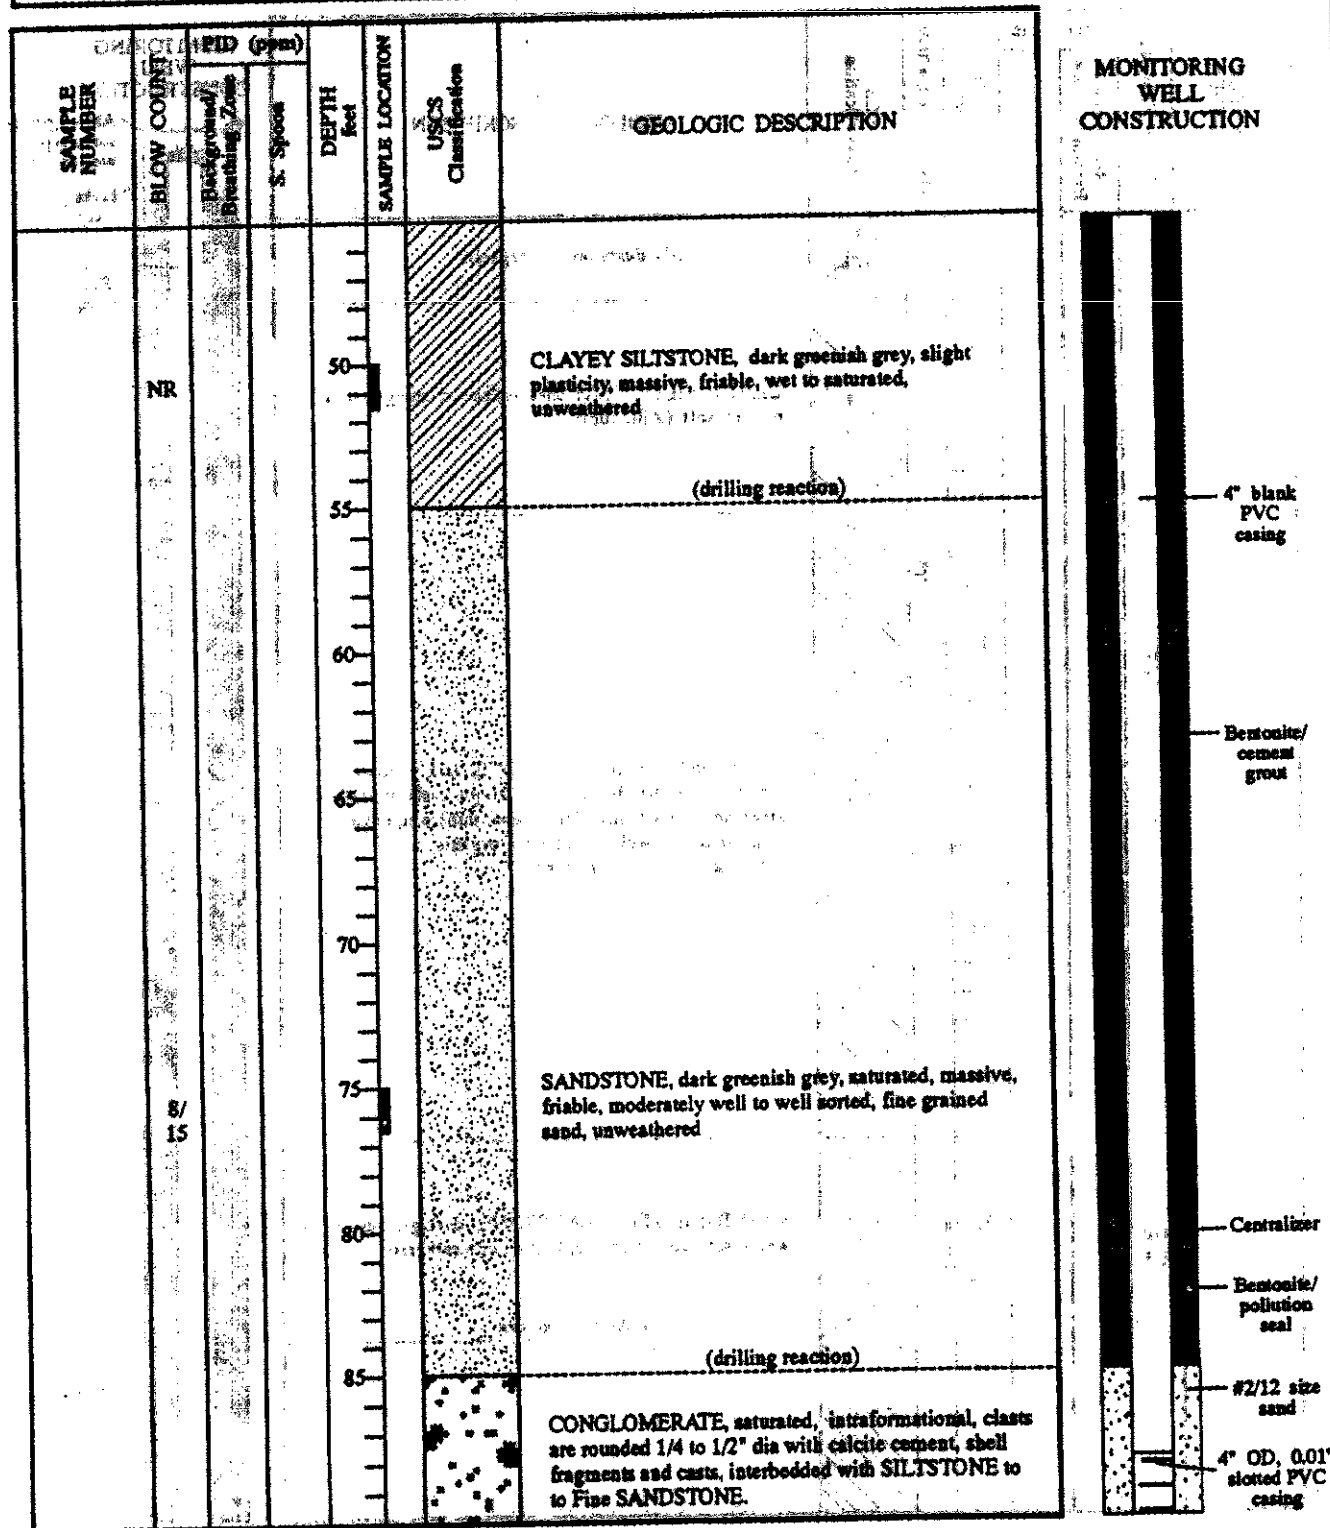 SAMPLE
NUMBER
BLOW COUNT
PID (ppm)
Background/
Breathing Zone
S. Spoon
DEPTH
feet
SAMPLE LOCATION
USCS
Classification
GEOLOGIC DESCRIPTION
MONITORING
WELL
CONSTRUCTION
50
NR
CLAYEY SILTSTONE, dark greenish grey, slight
plasticity, massive, friable, wet to saturated,
unweathered
(drilling reaction)
55
4" blank
PVC
casing
60
Bentonite/
cement
grout
65
70
75
8/
15
SANDSTONE, dark greenish grey, saturated, massive,
friable, moderately well to well sorted, fine grained
sand, unweathered
80
Centralizer
Bentonite/
pollution
seal
(drilling reaction)
85
#2/12 size
sand
CONGLOMERATE, saturated, intraformational, clasts
are rounded 1/4 to 1/2" dia with calcite cement, shell
fragments and casts, interbedded with SILTSTONE to
to Fine SANDSTONE.
4" OD, 0.01"
slotted PVC
casing